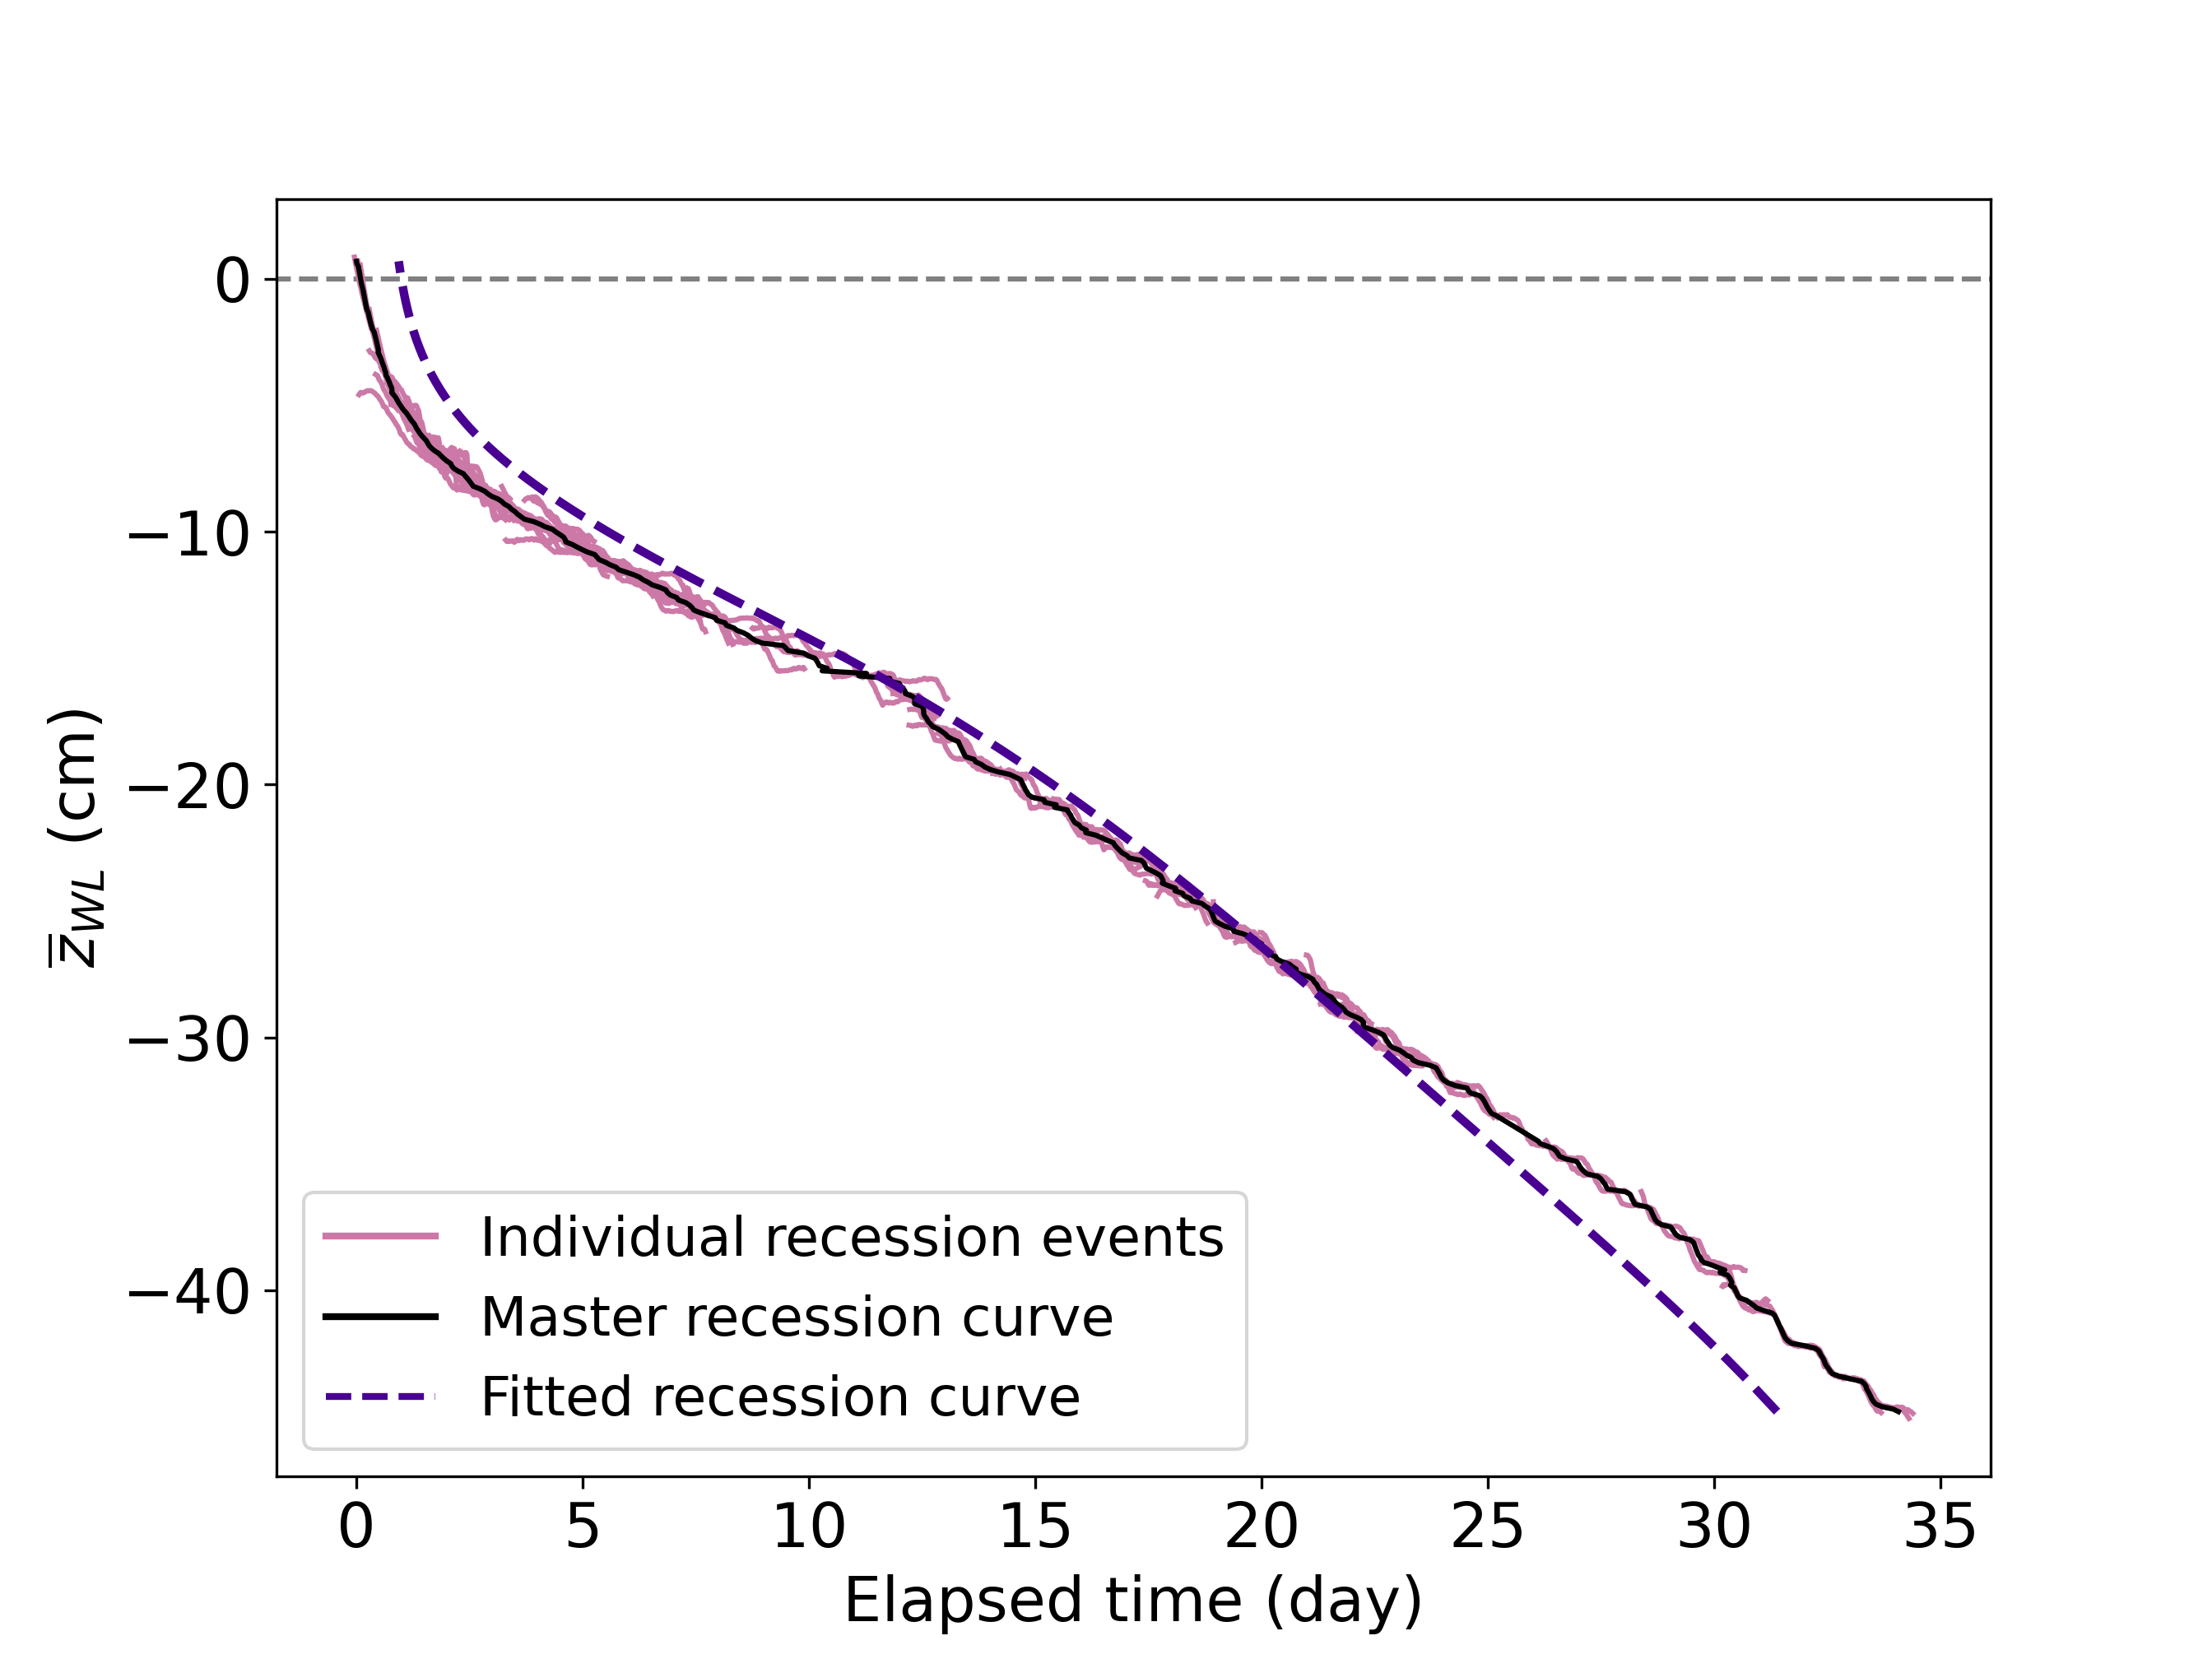 0
−10
−20
−30
−40
z̅WL (cm)
Individual recession events
Master recession curve
Fitted recession curve
0 5 10 15 20 25 30 35
Elapsed time (day)